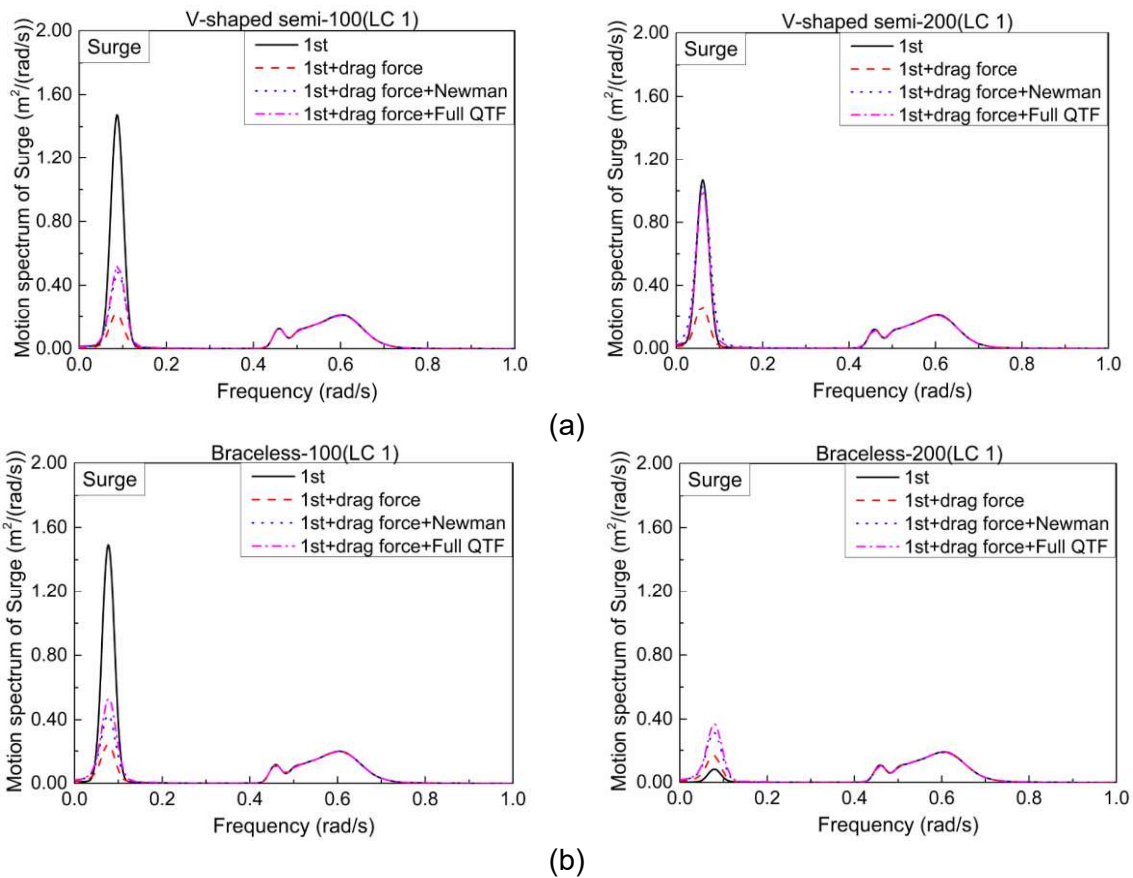 V-shaped semi-100(LC 1)
Surge
1st
1st+drag force
1st+drag force+Newman
1st+drag force+Full QTF
Motion spectrum of Surge (m²/(rad/s))
2.00
1.60
1.20
0.80
0.40
0.00
0.0 0.2 0.4 0.6 0.8 1.0
Frequency (rad/s)
V-shaped semi-200(LC 1)
Surge
1st
1st+drag force
1st+drag force+Newman
1st+drag force+Full QTF
Motion spectrum of Surge (m²/(rad/s))
2.00
1.60
1.20
0.80
0.40
0.00
0.0 0.2 0.4 0.6 0.8 1.0
Frequency (rad/s)
(a)
Braceless-100(LC 1)
Surge
1st
1st+drag force
1st+drag force+Newman
1st+drag force+Full QTF
Motion spectrum of Surge (m²/(rad/s))
2.00
1.60
1.20
0.80
0.40
0.00
0.0 0.2 0.4 0.6 0.8 1.0
Frequency (rad/s)
Braceless-200(LC 1)
Surge
1st
1st+drag force
1st+drag force+Newman
1st+drag force+Full QTF
Motion spectrum of Surge (m²/(rad/s))
2.00
1.60
1.20
0.80
0.40
0.00
0.0 0.2 0.4 0.6 0.8 1.0
Frequency (rad/s)
(b)